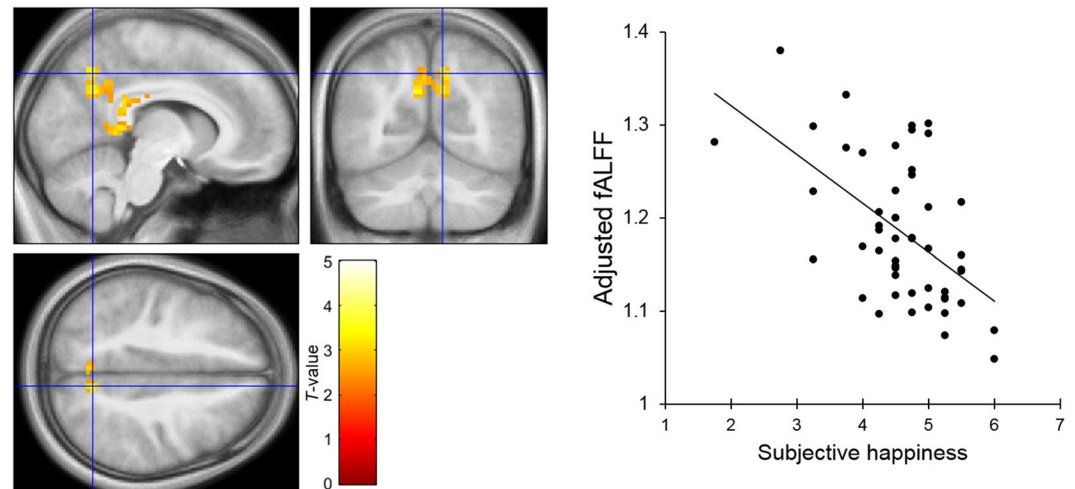 5
4
3
2
1
0
T-value
1.4
1.3
1.2
1.1
1
Adjusted fALFF
1 2 3 4 5 6 7
Subjective happiness